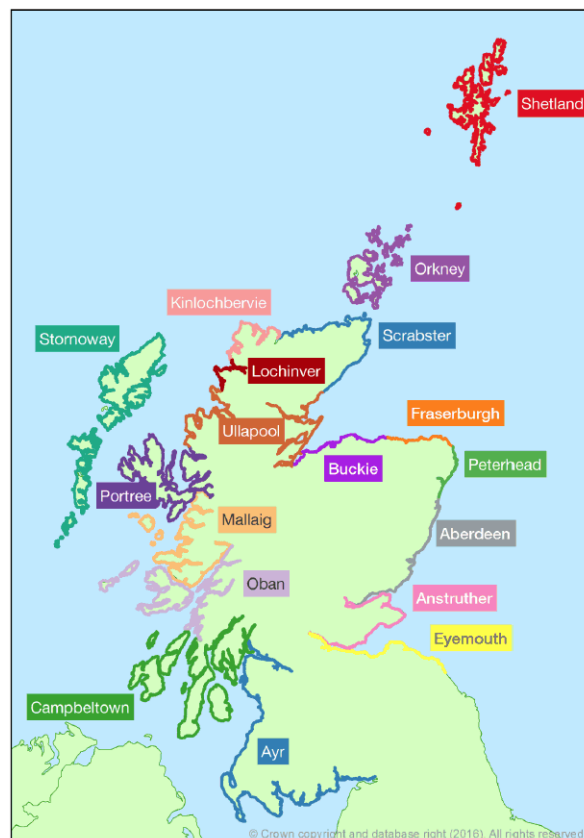 Shetland
Orkney
Kinlochbervie
Stornoway
Scrabster
Lochinver
Fraserburgh
Ullapool
Buckie
Peterhead
Portree
Mallaig
Aberdeen
Oban
Anstruther
Eyemouth
Campbeltown
Ayr
© Crown copyright and database right (2016). All rights reserved